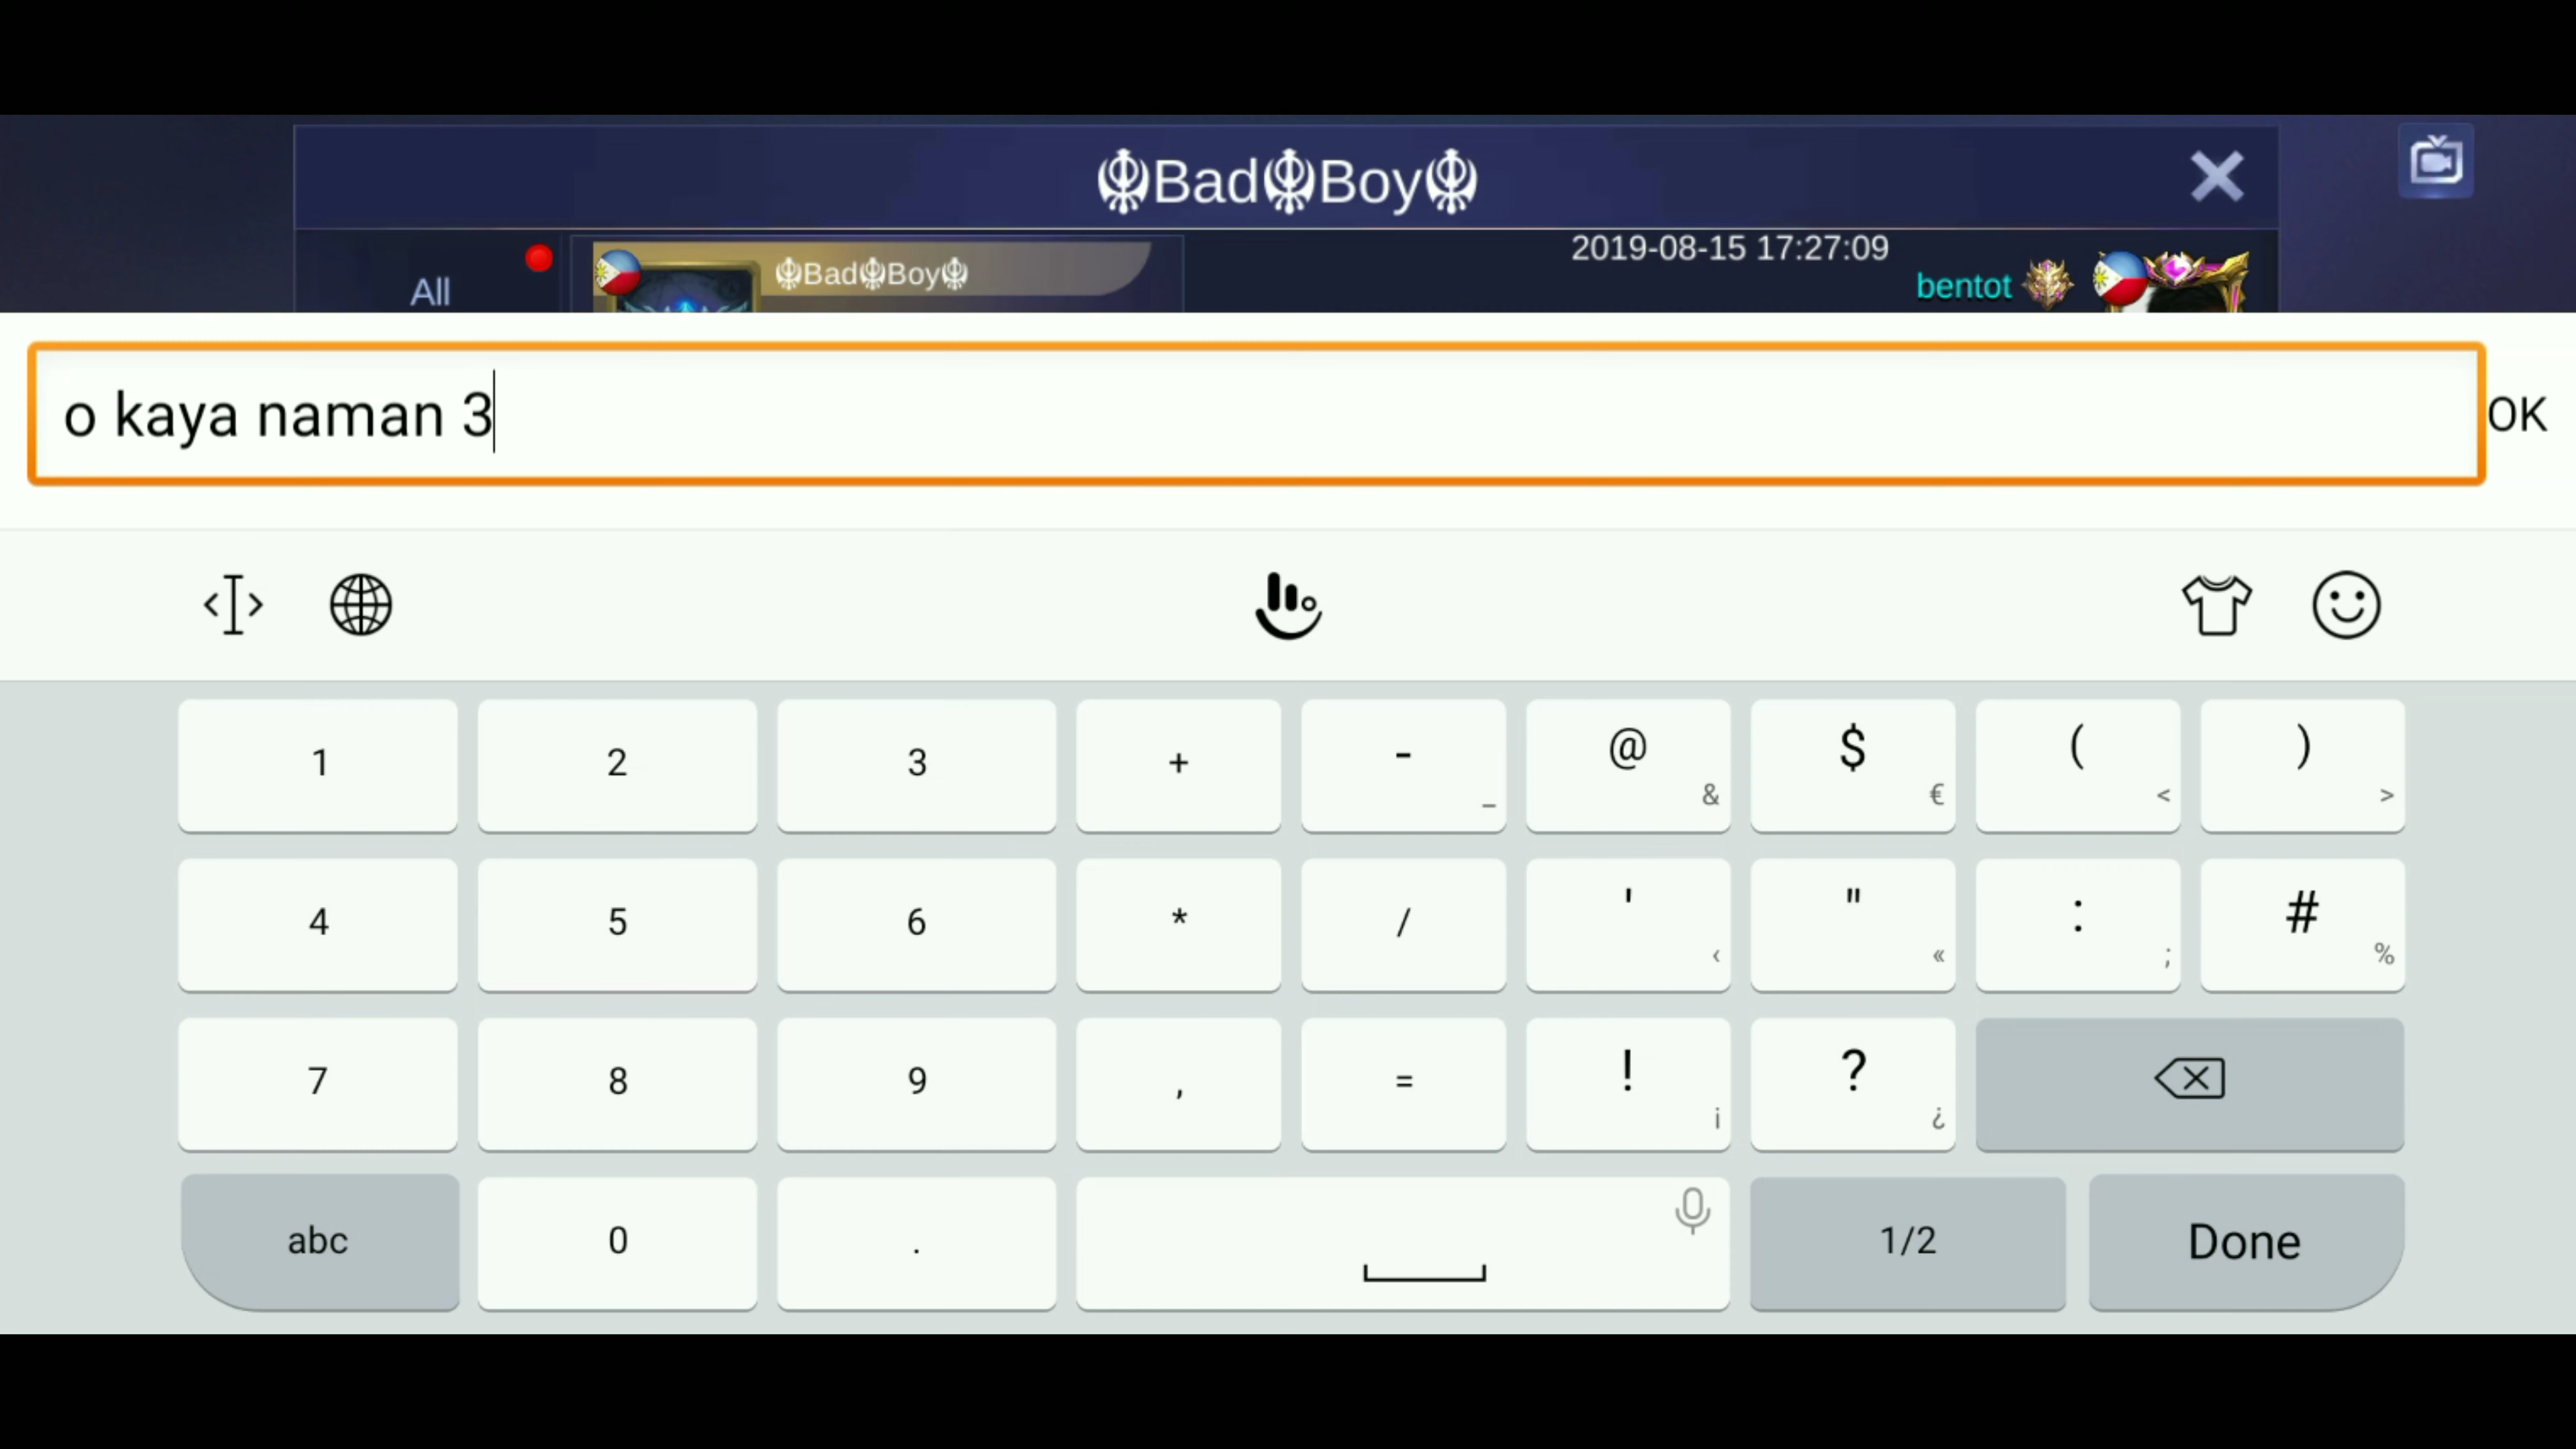 ☬Bad☬Boy☬
2019-08-15 17:27:09
All
☬Bad☬Boy☬
bentot
o kaya naman 3
OK
1 2 3 + - _ @ & $ € ( < ) >
4 5 6 * / ' ‹ " « : ; # %
7 8 9 , = ! ¡ ? ¿
abc 0 . 1/2 Done